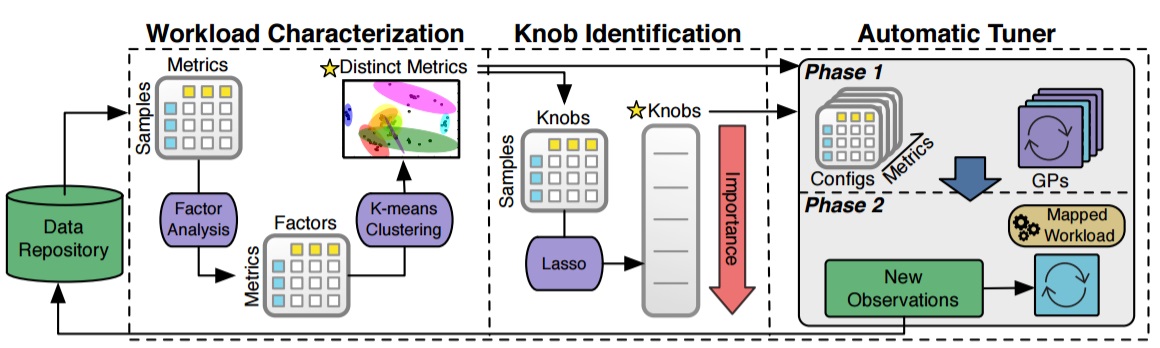 Workload Characterization
Knob Identification
Automatic Tuner
Metrics
Samples
Distinct Metrics
Factor
Analysis
K-means
Clustering
Factors
Metrics
Data
Repository
Knobs
Samples
Lasso
Knobs
Importance
Phase 1
Configs
Metrics
GPs
Phase 2
Mapped
Workload
New
Observations